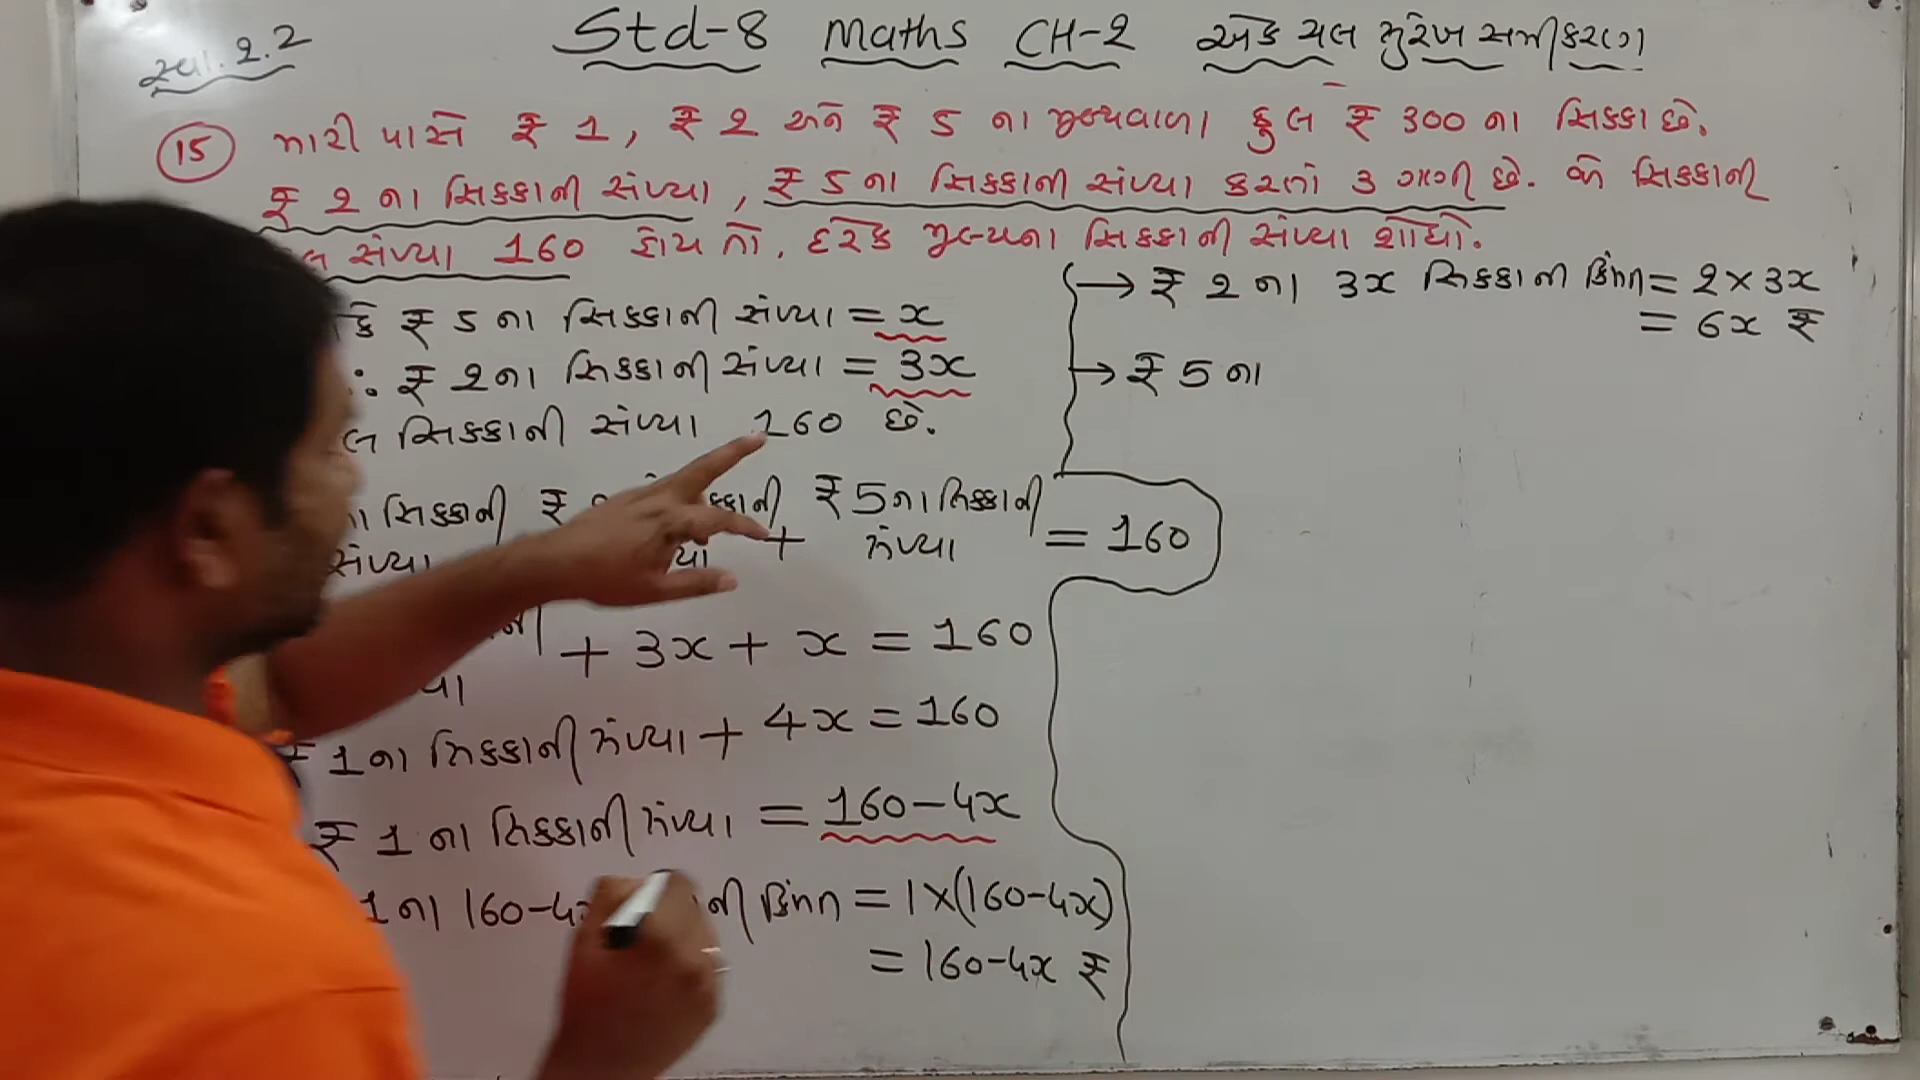 સ્વા. 2.2
Std-8 Maths CH-2 એક ચલ સુરેખ સમીકરણ
15 મારી પાસે ₹ 1, ₹ 2 અને ₹ 5 ના મૂલ્યવાળા કુલ ₹ 300 ના સિક્કા છે.
₹ 2 ના સિક્કાની સંખ્યા, ₹ 5 ના સિક્કાની સંખ્યા કરતાં 3 ગણી છે. જો સિક્કાની
સંખ્યા 160 હોય તો, દરેક મૂલ્યના સિક્કાની સંખ્યા શોધો.
કે ₹ 5 ના સિક્કાની સંખ્યા = x
∴ ₹ 2 ના સિક્કાની સંખ્યા = 3x
સિક્કાની સંખ્યા 160 છે.
ના સિક્કાની ₹ ₹ 5 ના સિક્કાની
સંખ્યા + સંખ્યા = 160
+ 3x + x = 160
1 ના સિક્કાની સંખ્યા + 4x = 160
₹ 1 ના સિક્કાની સંખ્યા = 160 - 4x
1 ના 160-4x ની કિંમત = 1 × (160-4x)
= 160-4x ₹
→ ₹ 2 ના 3x સિક્કાની કિંમત = 2 × 3x
= 6x ₹
→ ₹ 5 ના